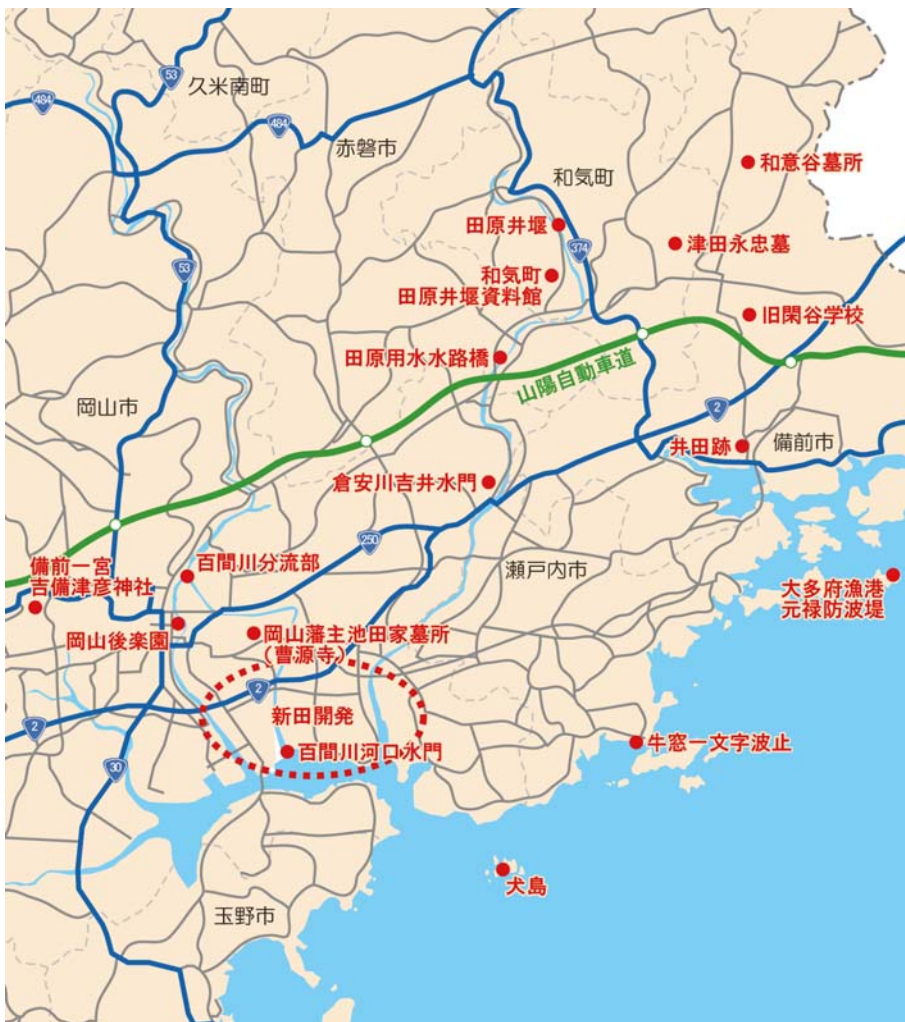 53
久米南町
484
484
赤磐市
和気町
和意谷墓所
田原井堰
津田永忠墓
374
53
和気町
田原井堰資料館
旧閑谷学校
田原用水水路橋
山陽自動車道
岡山市
2
井田跡
備前市
倉安川吉井水門
250
備前一宮
吉備津彦神社
百間川分流部
瀬戸内市
大多府漁港
元禄防波堤
岡山後楽園
岡山藩主池田家墓所
(曹源寺)
2
新田開発
2
百間川河口水門
牛窓一文字波止
30
犬島
玉野市